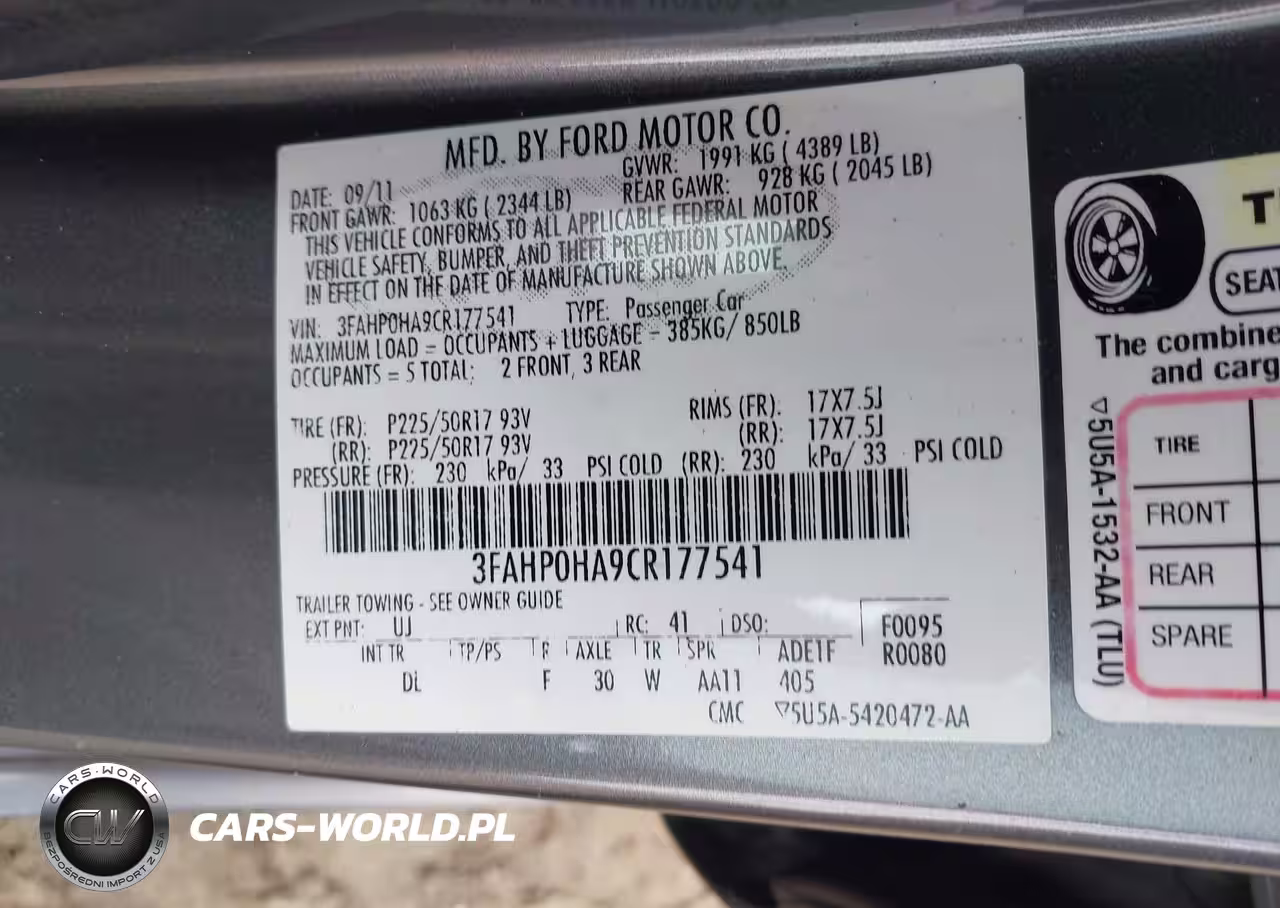 MFD. BY FORD MOTOR CO.
DATE: 09/11 GVWR: 1991 KG ( 4389 LB)
FRONT GAWR: 1063 KG ( 2344 LB) REAR GAWR: 928 KG ( 2045 LB)
THIS VEHICLE CONFORMS TO ALL APPLICABLE FEDERAL MOTOR
VEHICLE SAFETY, BUMPER, AND THEFT PREVENTION STANDARDS
IN EFFECT ON THE DATE OF MANUFACTURE SHOWN ABOVE.
VIN: 3FAHP0HA9CR177541 TYPE: Passenger Car
MAXIMUM LOAD = OCCUPANTS + LUGGAGE = 385KG/ 850LB
OCCUPANTS = 5 TOTAL; 2 FRONT, 3 REAR
TIRE (FR): P225/50R17 93V RIMS (FR): 17X7.5J
(RR): P225/50R17 93V (RR): 17X7.5J
PRESSURE (FR): 230 kPa/ 33 PSI COLD (RR): 230 kPa/ 33 PSI COLD
3FAHP0HA9CR177541
TRAILER TOWING - SEE OWNER GUIDE
EXT PNT: UJ RC: 41 DSO: F0095
INT TR TP/PS R AXLE TR SPR ADE1F R0080
DL F 30 W AA11 405
CMC ▽5U5A-5420472-AA
T
SEAT
The combine
and carg
TIRE
FRONT
REAR
SPARE
▽5U5A-1532-AA (TLU)
CARS-WORLD
CW
BEZPOŚREDNI IMPORT Z USA
CARS-WORLD.PL